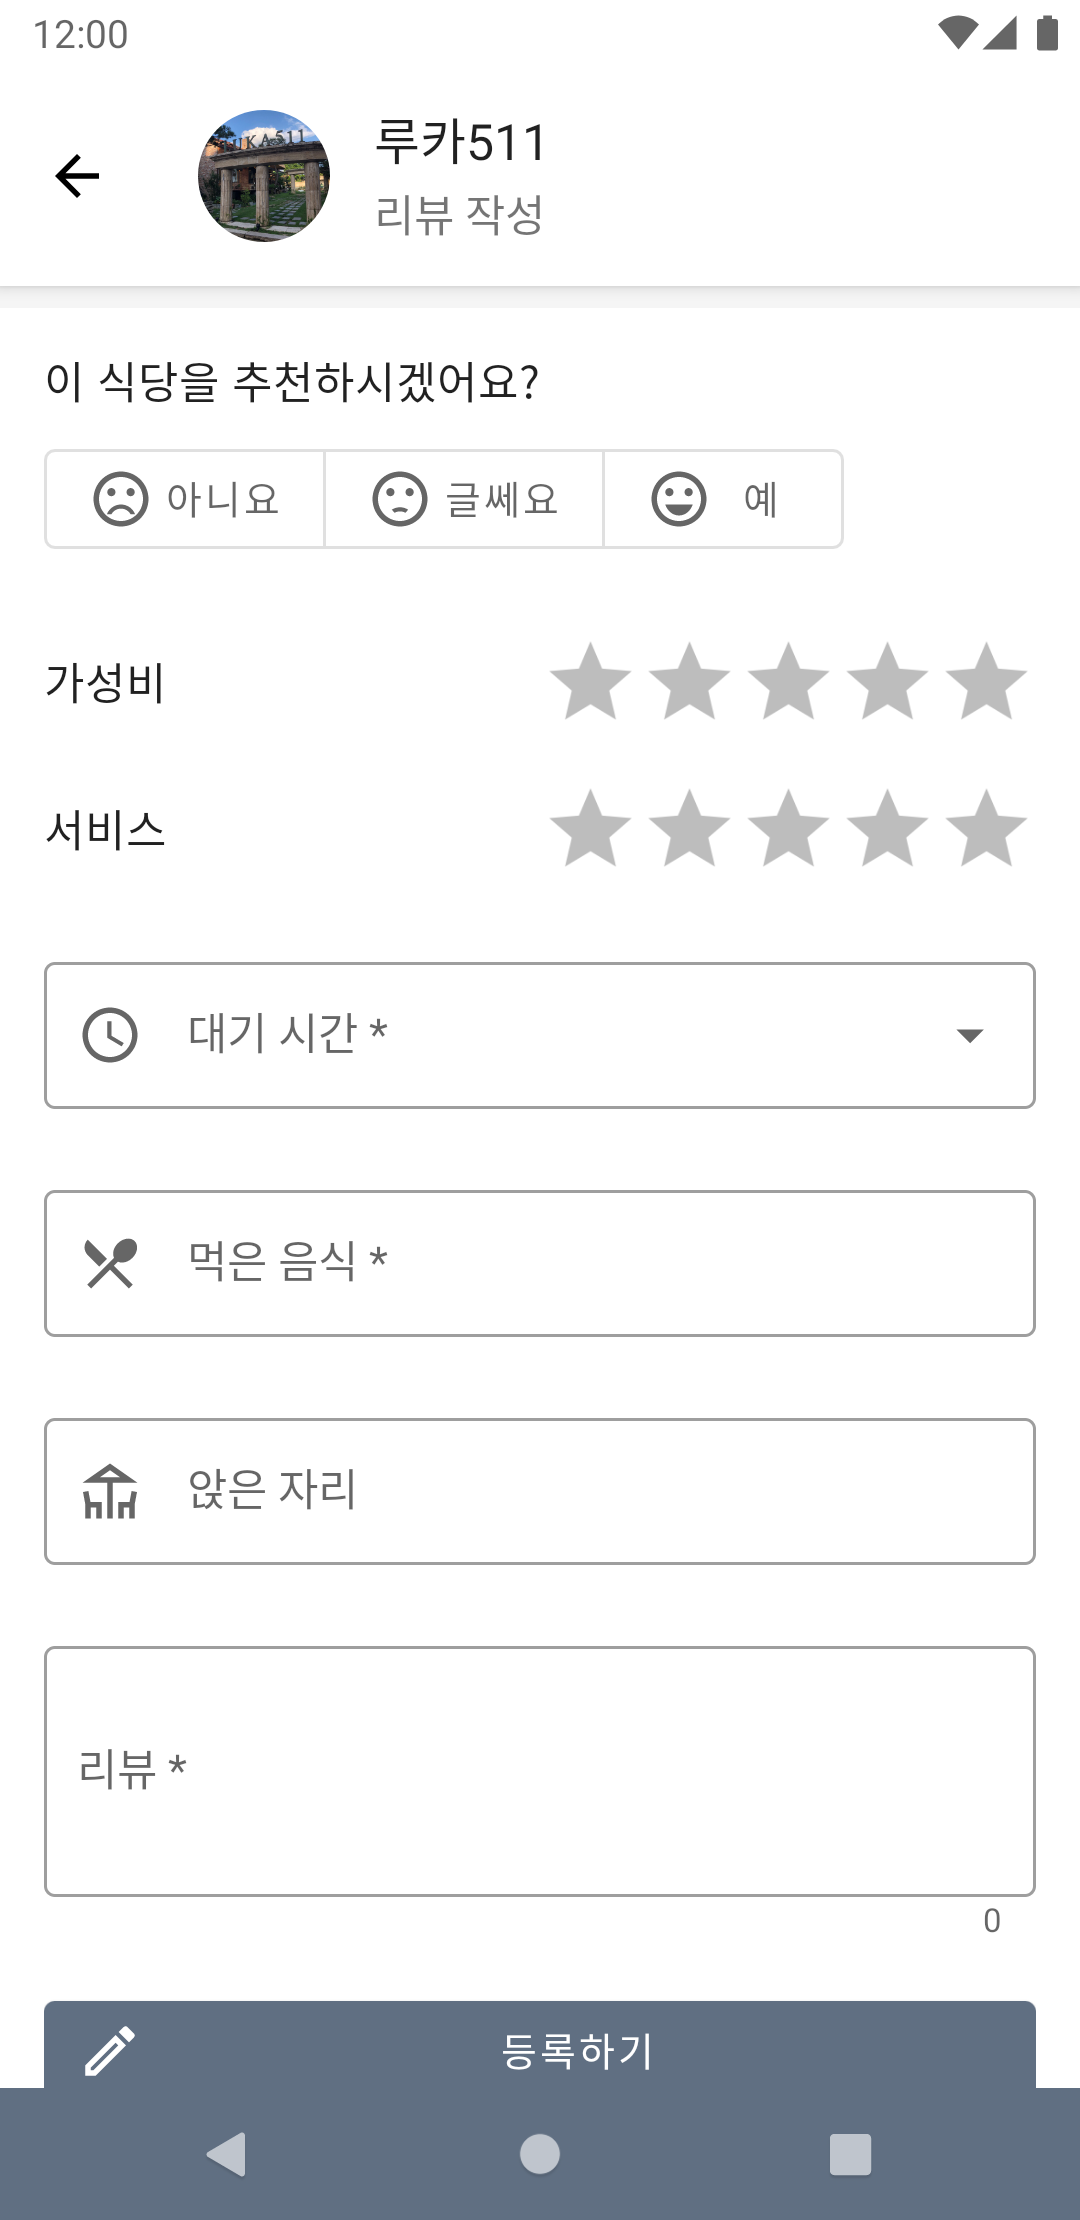 12:00
루카511
리뷰 작성
이 식당을 추천하시겠어요?
아니요
글쎄요
예
가성비
서비스
대기 시간 *
먹은 음식 *
앉은 자리
리뷰 *
0
등록하기